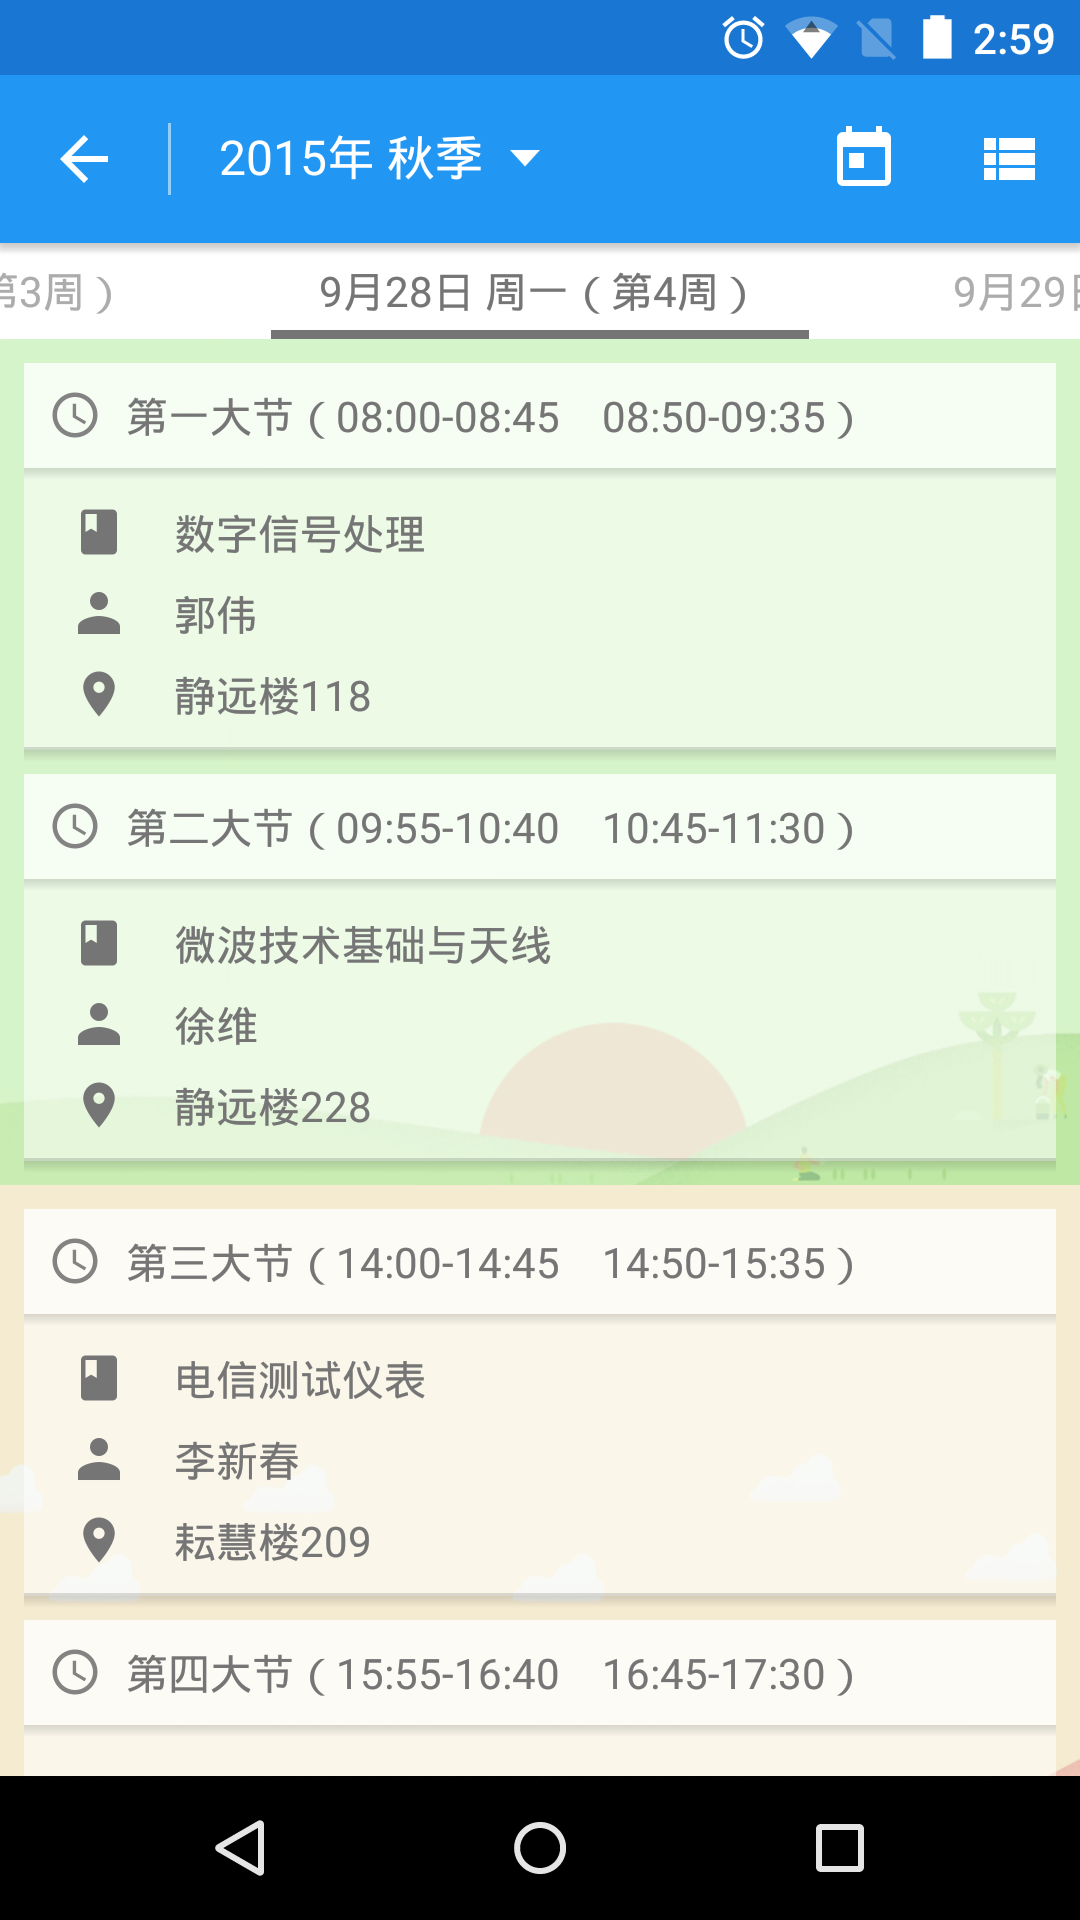 2:59
2015年 秋季
第3周） 9月28日 周一（第4周） 9月29日
第一大节（08:00-08:45 08:50-09:35）
数字信号处理
郭伟
静远楼118
第二大节（09:55-10:40 10:45-11:30）
微波技术基础与天线
徐维
静远楼228
第三大节（14:00-14:45 14:50-15:35）
电信测试仪表
李新春
耘慧楼209
第四大节（15:55-16:40 16:45-17:30）